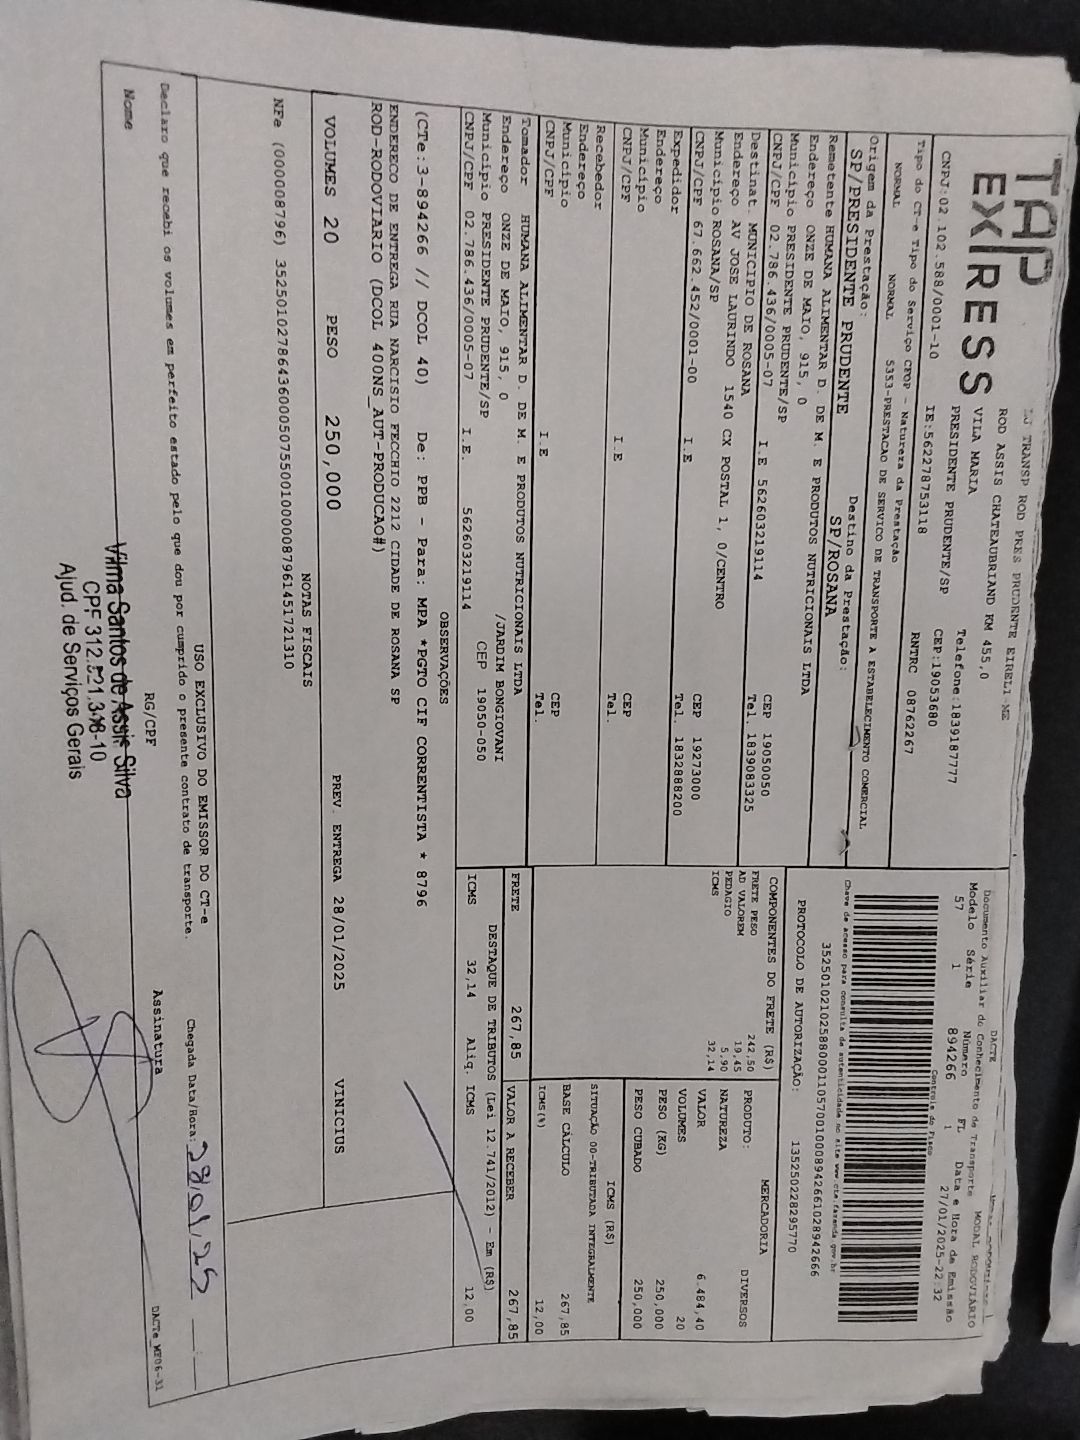 TAP
EXPRESS
TRANSP ROD PRES PRUDENTE EIRELI-ME
ROD ASSIS CHATEAUBRIAND KM 455,0
VILA MARIA
PRESIDENTE PRUDENTE/SP
Telefone:1839187777
CEP:19053680
CNPJ:02.102.588/0001-10
IE:562278753118
RNTRC 08762267
Tipo do CT-e Tipo do Serviço CFOP - Natureza da Prestação
NORMAL NORMAL 5353-PRESTACAO DE SERVICO DE TRANSPORTE A ESTABELECIMENTO COMERCIAL
Origem da Prestação: Destino da Prestação:
SP/PRESIDENTE PRUDENTE SP/ROSANA
Remetente HUMANA ALIMENTAR D. DE M. E PRODUTOS NUTRICIONAIS LTDA
Endereço ONZE DE MAIO, 915, 0
Município PRESIDENTE PRUDENTE/SP CEP 19050050
CNPJ/CPF 02.786.436/0005-07 I.E 562603219114 Tel. 1839083325
Destinat. MUNICIPIO DE ROSANA
Endereço AV JOSE LAURINDO 1540 CX POSTAL 1, 0/CENTRO
Município ROSANA/SP CEP 19273000
CNPJ/CPF 67.662.452/0001-00 I.E Tel. 1832888200
Expedidor
Endereço
Município CEP
CNPJ/CPF I.E Tel.
Recebedor
Endereço
Município CEP
CNPJ/CPF I.E Tel.
Tomador HUMANA ALIMENTAR D. DE M. E PRODUTOS NUTRICIONAIS LTDA
Endereço ONZE DE MAIO, 915, 0 /JARDIM BONGIOVANI
Município PRESIDENTE PRUDENTE/SP CEP 19050-050
CNPJ/CPF 02.786.436/0005-07 I.E. 562603219114
DACTE
Documento Auxiliar do Conhecimento de Transporte
MODAL RODOVIÁRIO
Modelo Série Número FL Data e Hora de Emissão
57 1 894266 1 27/01/2025-22:32
Controle do Fisco
Chave de acesso para consulta de autenticidade no site www.cte.fazenda.gov.br
35250102102588000110570010008942661028942666
PROTOCOLO DE AUTORIZAÇÃO: 135250228295770
COMPONENTES DO FRETE (R$)
FRETE PESO 242,50
AD VALOREM 19,45
PEDAGIO 5,90
ICMS 32,14
MERCADORIA
PRODUTO: DIVERSOS
NATUREZA
VALOR 6.484,40
VOLUMES 20
PESO (KG) 250,000
PESO CUBADO 250,000
ICMS (R$)
SITUAÇÃO 00-TRIBUTADA INTEGRALMENTE
BASE CÁLCULO 267,85
ICMS(%) 12,00
FRETE 267,85 VALOR A RECEBER 267,85
DESTAQUE DE TRIBUTOS (Lei 12.741/2012) - Em (R$)
ICMS 32,14 Aliq. ICMS 12,00
OBSERVAÇÕES
(CTe:3-894266 // DCOL 40) De: PPB - Para: MPA *PGTO CIF CORRENTISTA * 8796
ENDERECO DE ENTREGA RUA NARCISIO FECCHIO 2212 CIDADE DE ROSANA SP
ROD-RODOVIARIO (DCOL 400NS AUT-PRODUCAO#)
VOLUMES 20 PESO 250,000 PREV. ENTREGA 28/01/2025 VINICIUS
NOTAS FISCAIS
NFe (000008796) 35250102786436000507550010000087961451721310
USO EXCLUSIVO DO EMISSOR DO CT-e
Declaro que recebi os volumes em perfeito estado pelo que dou por cumprido o presente contrato de transporte.
Chegada Data/Hora: 28/01/25
Nome RG/CPF Assinatura
DACTe_MF06-31
Vilma Santos de Assis Silva
Ajud. de Serviços Gerais